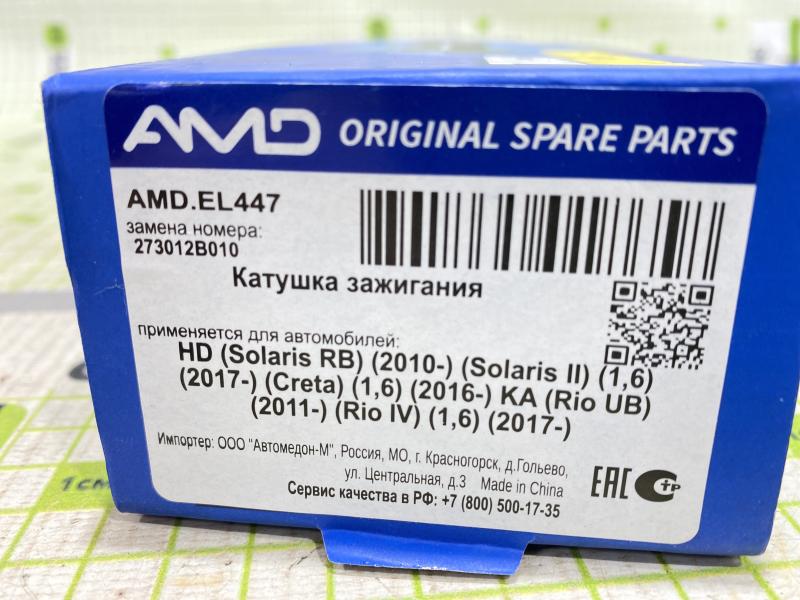 AMD ORIGINAL SPARE PARTS
AMD.EL447
замена номера:
273012B010
Катушка зажигания
применяется для автомобилей:
HD (Solaris RB) (2010-) (Solaris II) (1,6)
(2017-) (Creta) (1,6) (2016-) KA (Rio UB)
(2011-) (Rio IV) (1,6) (2017-)
Импортер: ООО "Автомедон-М", Россия, МО, г. Красногорск, д.Гольево,
ул. Центральная, д.3 Made in China
Сервис качества в РФ: +7 (800) 500-17-35
EAC СТР
1 см